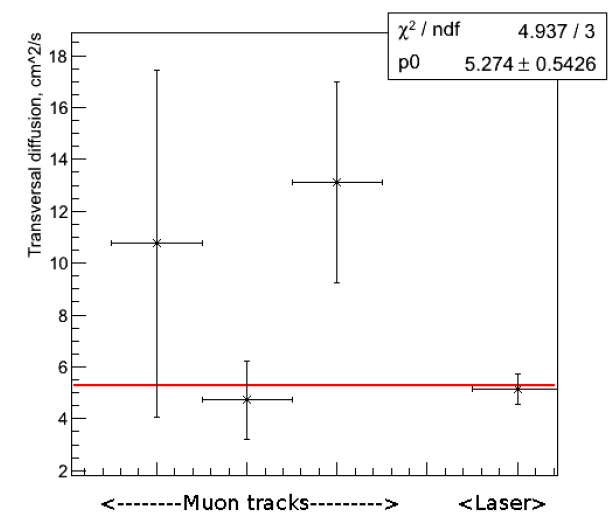 χ² / ndf 4.937 / 3
p0 5.274 ± 0.5426
Transversal diffusion, cm^2/s
18
16
14
12
10
8
6
4
2
<--------Muon tracks--------> <Laser>